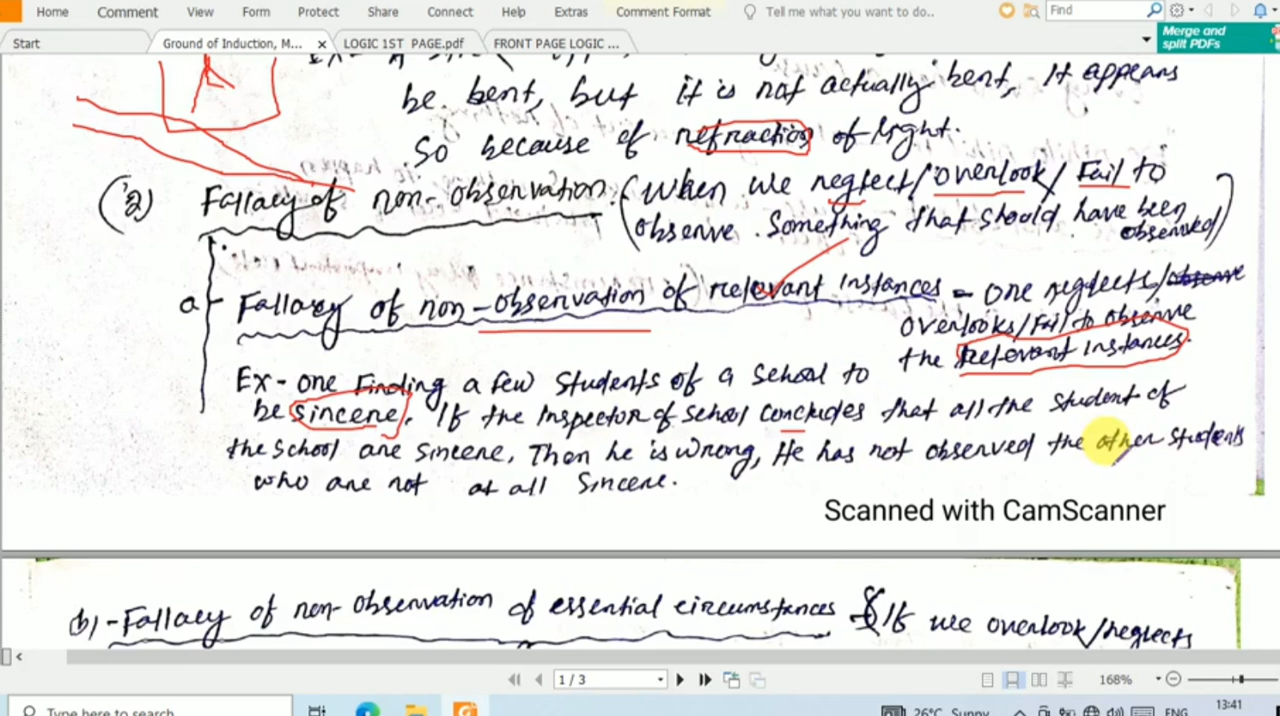 Home Comment View Form Protect Share Connect Help Extras Comment Format Tell me what you want to do.. Find
Start Ground of Induction, M... × LOGIC 1ST PAGE.pdf FRONT PAGE LOGIC ... Merge and split PDFs
be bent, but it is not actually bent, It appears
So because of refraction of light.
(2) Fallacy of non-observation. (When we neglect/overlook/Fail to
observe. Something that should have been
observed)
a- Fallacy of non-observation of relevant instances - One neglects/observe
overlooks/Fail to observe
the relevant instances.
Ex- one Finding a few Students of a School to
be sincere, If the Inspector of School concludes that all the student of
the School are Sincere, Then he is wrong, He has not observed the other students
who are not at all Sincere.
Scanned with CamScanner
(b)-Fallacy of non-observation of essential circumstances If we overlook/neglects
1 / 3 168%
Type here to search 26°C Sunny ENG 13:41